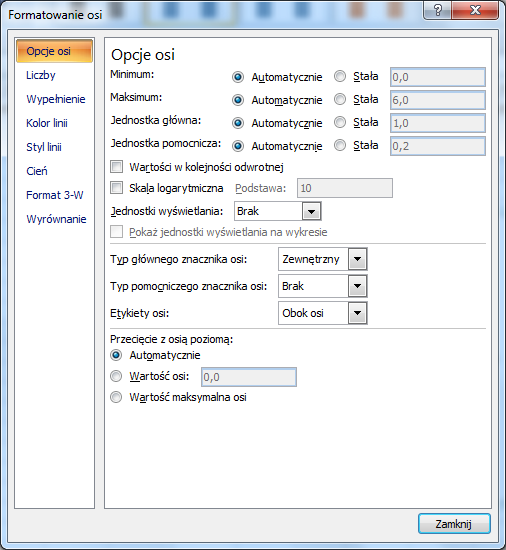 Formatowanie osi
Opcje osi
Liczby
Wypełnienie
Kolor linii
Styl linii
Cień
Format 3-W
Wyrównanie
Opcje osi
Minimum: Automatycznie Stała 0,0
Maksimum: Automatycznie Stała 6,0
Jednostka główna: Automatycznie Stała 1,0
Jednostka pomocnicza: Automatycznie Stała 0,2
Wartości w kolejności odwrotnej
Skala logarytmiczna Podstawa: 10
Jednostki wyświetlania: Brak
Pokaż jednostki wyświetlania na wykresie
Typ głównego znacznika osi: Zewnętrzny
Typ pomocniczego znacznika osi: Brak
Etykiety osi: Obok osi
Przecięcie z osią poziomą:
Automatycznie
Wartość osi: 0,0
Wartość maksymalna osi
Zamknij